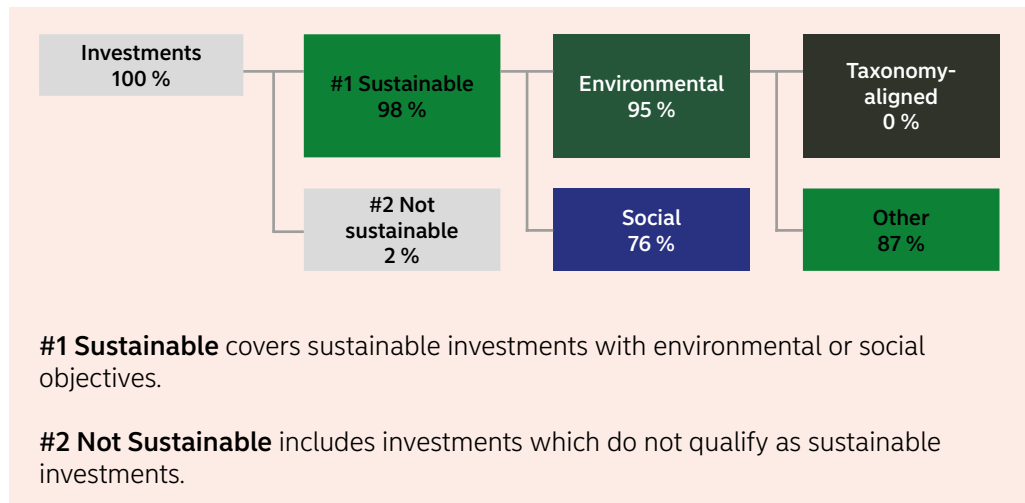 Investments
100 %
#1 Sustainable
98 %
Environmental
95 %
Taxonomy-
aligned
0 %
#2 Not
sustainable
2 %
Social
76 %
Other
87 %
#1 Sustainable covers sustainable investments with environmental or social
objectives.
#2 Not Sustainable includes investments which do not qualify as sustainable
investments.